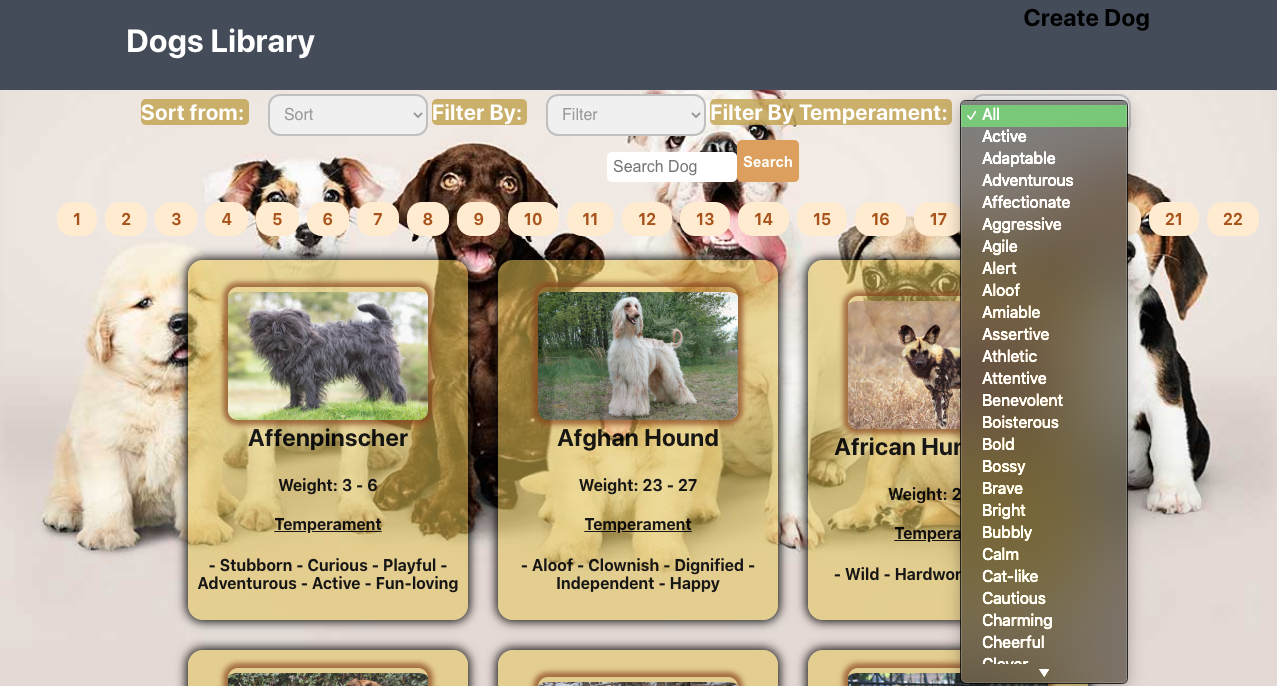 Create Dog
Dogs Library
Sort from: Sort Filter By: Filter Filter By Temperament:
Search Dog Search
1 2 3 4 5 6 7 8 9 10 11 12 13 14 15 16 17 21 22
Affenpinscher
Weight: 3 - 6
Temperament
- Stubborn - Curious - Playful -
Adventurous - Active - Fun-loving
Afghan Hound
Weight: 23 - 27
Temperament
- Aloof - Clownish - Dignified -
Independent - Happy
African Hun
Weight: 2
Tempera
- Wild - Hardwor
✓ All
Active
Adaptable
Adventurous
Affectionate
Aggressive
Agile
Alert
Aloof
Amiable
Assertive
Athletic
Attentive
Benevolent
Boisterous
Bold
Bossy
Brave
Bright
Bubbly
Calm
Cat-like
Cautious
Charming
Cheerful